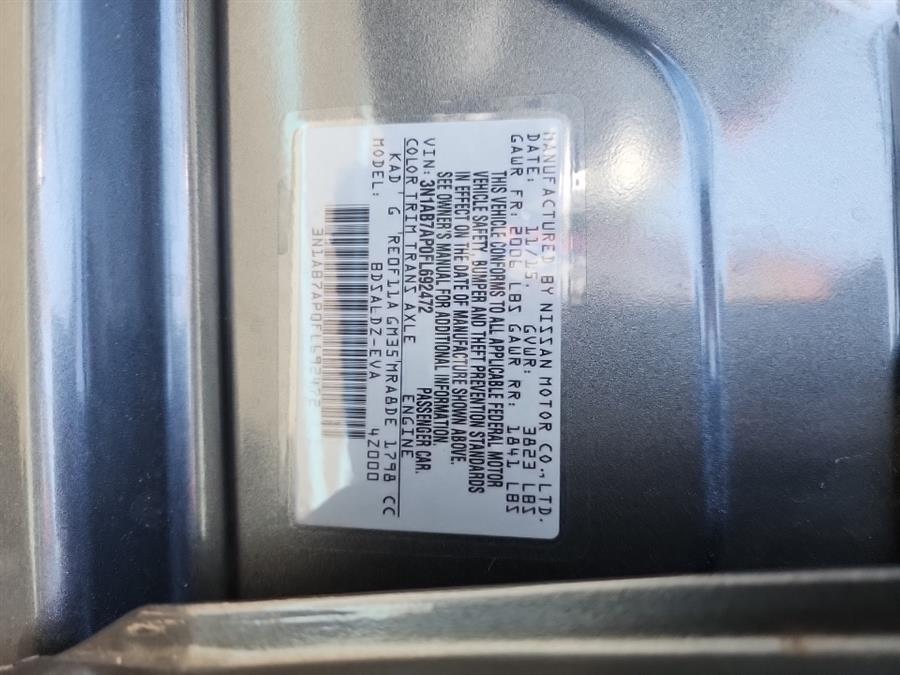 MANUFACTURED BY NISSAN MOTOR CO., LTD.
DATE: 11/15. GVWR: 3823 LBS
GAWR FR: 2006 LBS GAWR RR: 1841 LBS
THIS VEHICLE CONFORMS TO ALL APPLICABLE FEDERAL MOTOR
VEHICLE SAFETY, BUMPER AND THEFT PREVENTION STANDARDS
IN EFFECT ON THE DATE OF MANUFACTURE SHOWN ABOVE.
SEE OWNER'S MANUAL FOR ADDITIONAL INFORMATION.
VIN: 3N1AB7AP0FL692472 PASSENGER CAR.
COLOR TRIM TRANS AXLE ENGINE
KAD G RE0F11A GM35 MRA8DE 1798 CC
MODEL: BDSALDZ-EVA 4Z000
3N1AB7AP0FL692472